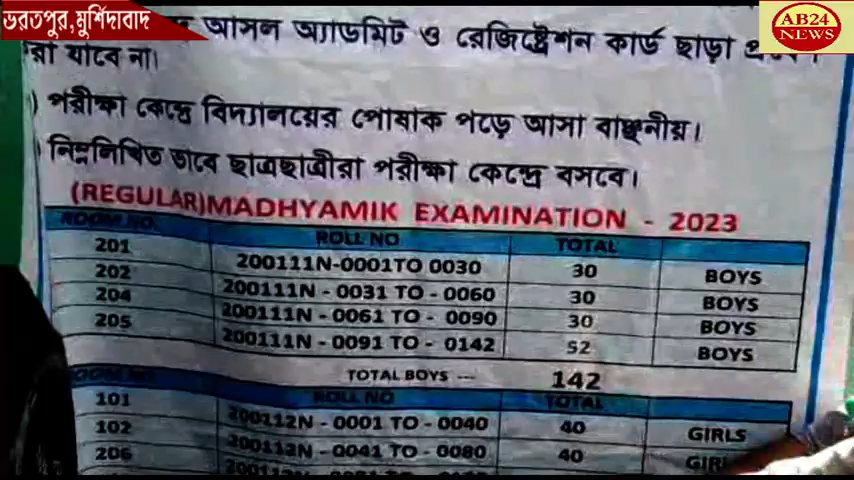 ভরতপুর,মুর্শিদাবাদ
AB24
NEWS
আসল অ্যাডমিট ও রেজিষ্ট্রেশন কার্ড ছাড়া
রা যাবে না।
) পরীক্ষা কেন্দ্রে বিদ্যালয়ের পোষাক পড়ে আসা বাঞ্ছনীয়।
নিম্নলিখিত ভাবে ছাত্রছাত্রীরা পরীক্ষা কেন্দ্রে বসবে।
(REGULAR)MADHYAMIK EXAMINATION - 2023
ROOM NO. ROLL NO TOTAL
201 200111N-0001TO 0030 30 BOYS
202 200111N - 0031 TO - 0060 30 BOYS
204 200111N - 0061 TO - 0090 30 BOYS
205 200111N - 0091 TO - 0142 52 BOYS
TOTAL BOYS --- 142
ROOM NO ROLL NO TOTAL
101 200112N - 0001 TO - 0040 40 GIRLS
102 200112N - 0041 TO - 0080 40
206